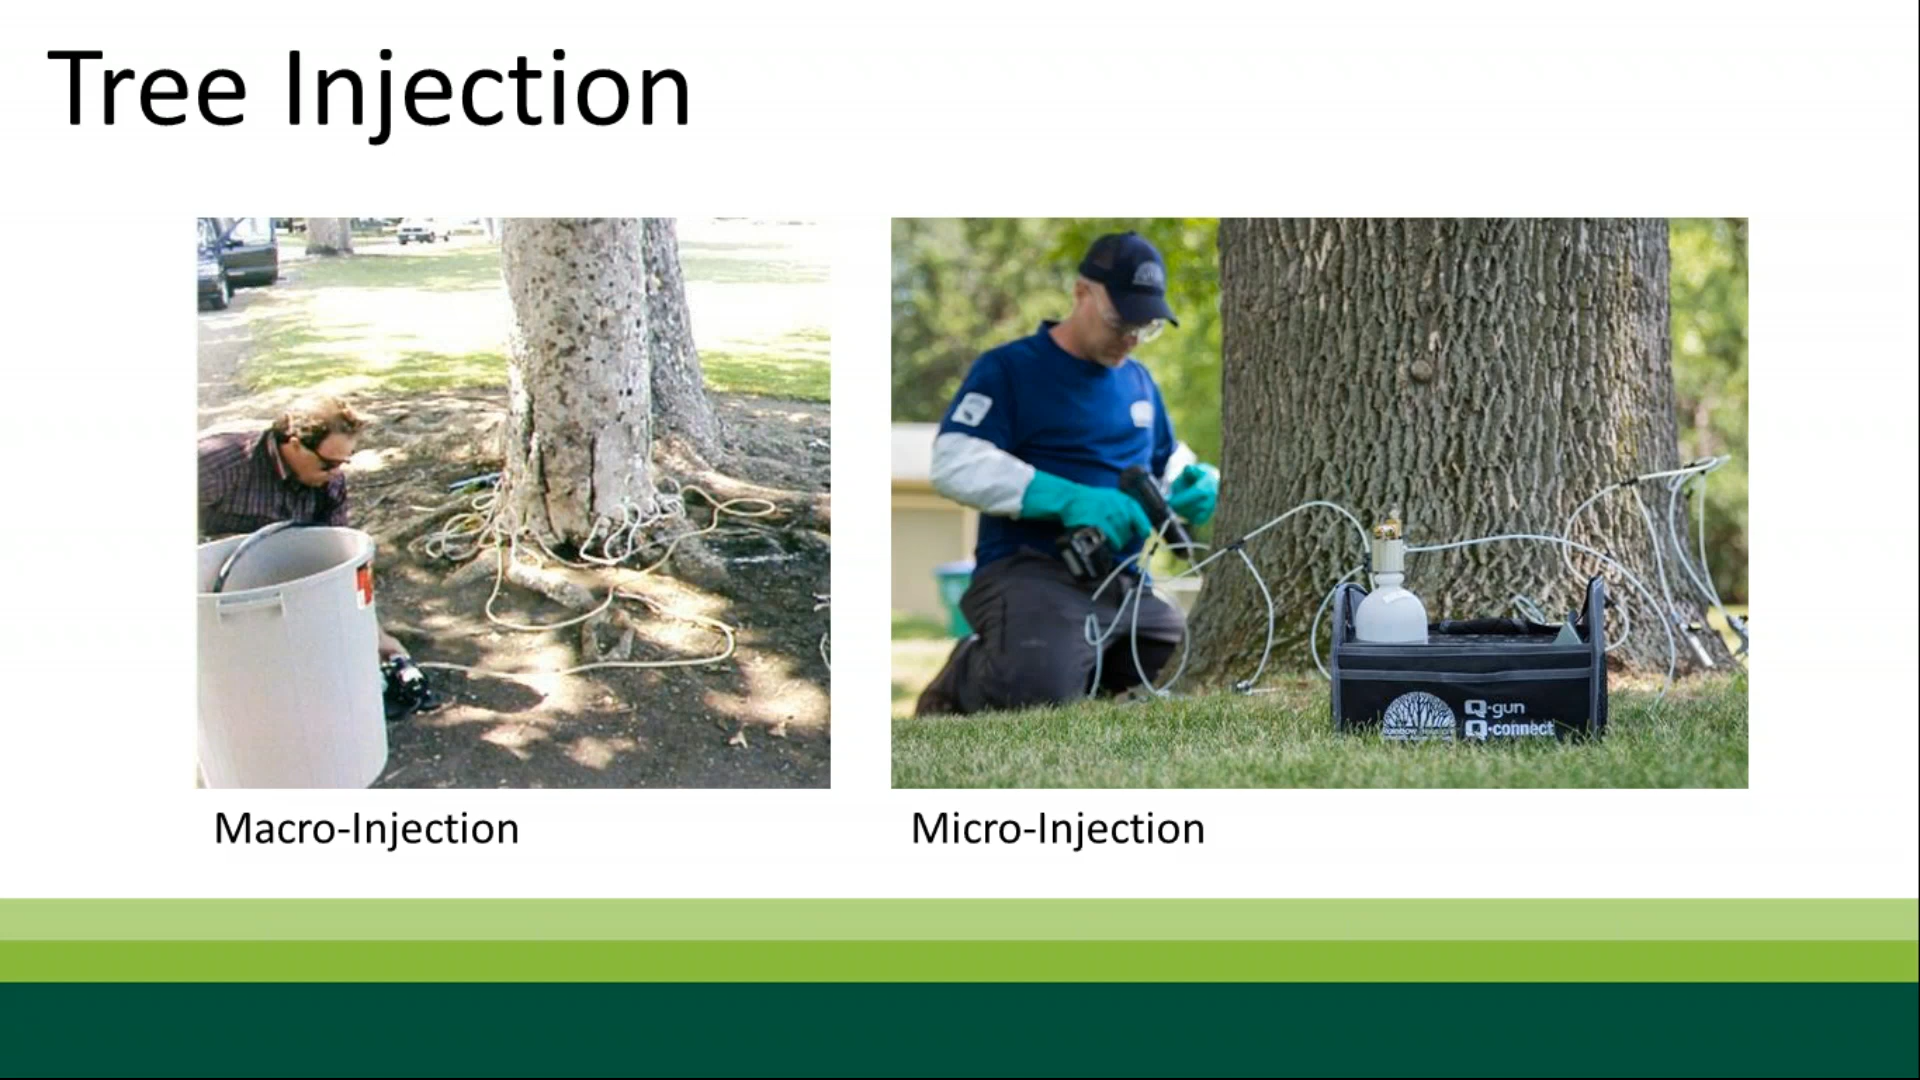 Tree Injection
Q-gun
Q-connect
Macro-Injection
Micro-Injection